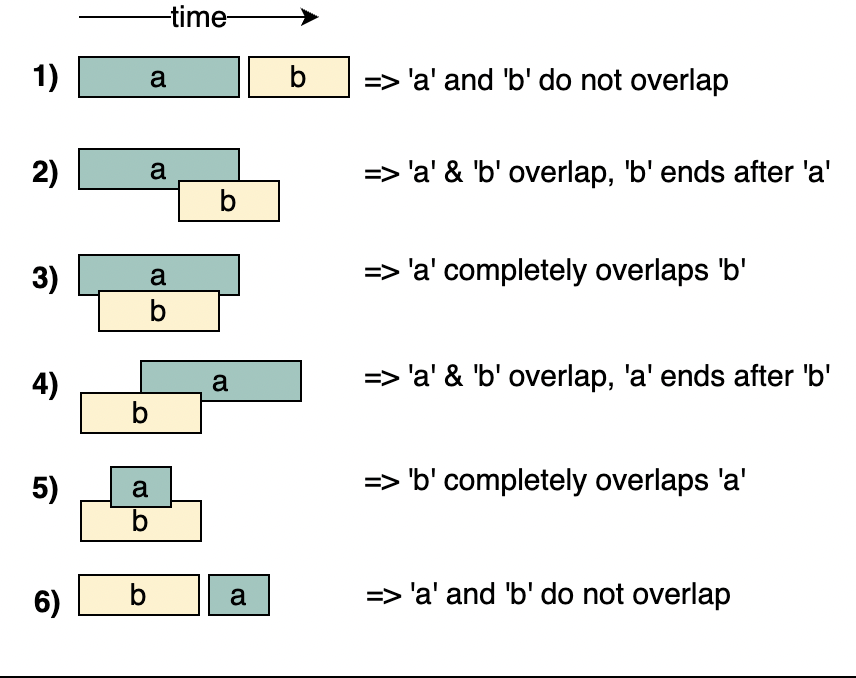 time
1) a b => 'a' and 'b' do not overlap
2) a => 'a' & 'b' overlap, 'b' ends after 'a'
b
3) a => 'a' completely overlaps 'b'
b
4) a => 'a' & 'b' overlap, 'a' ends after 'b'
b
5) a => 'b' completely overlaps 'a'
b
6) b a => 'a' and 'b' do not overlap